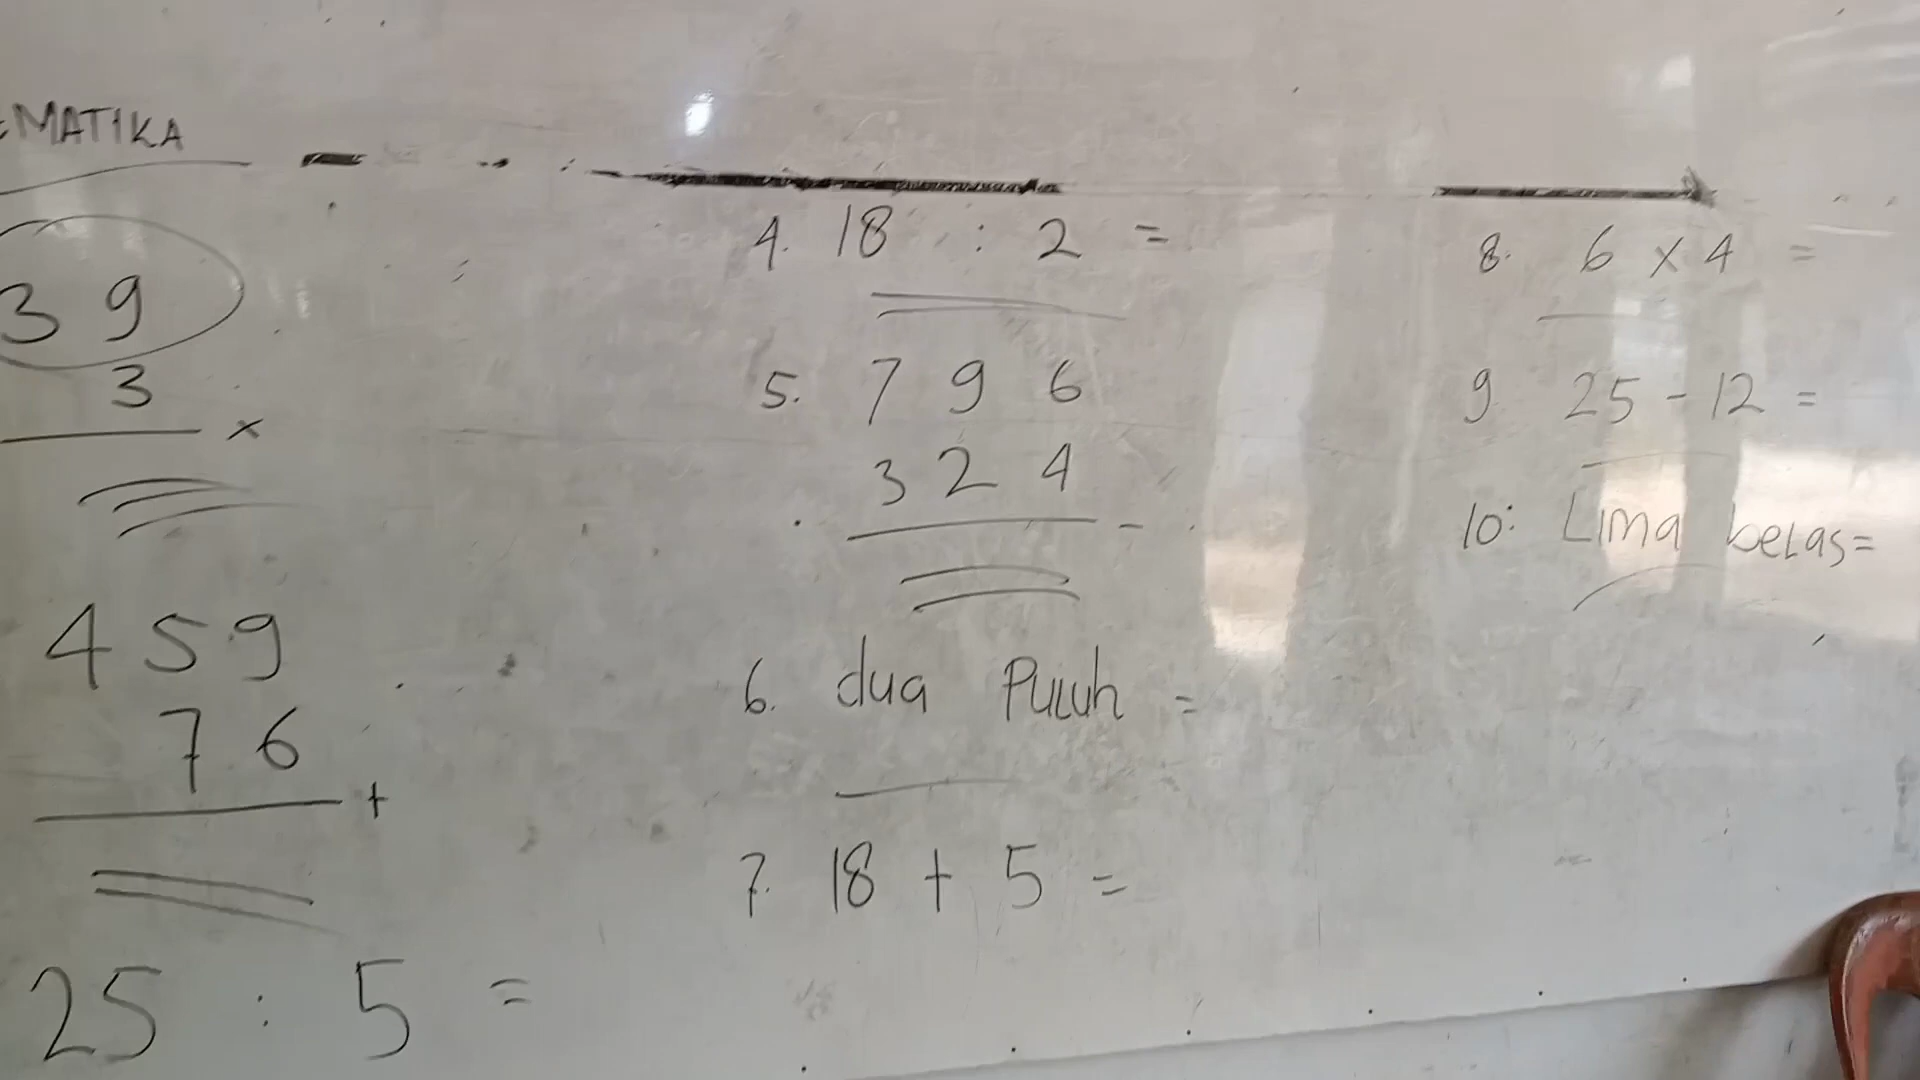 EMATIKA
39
3
×
459
76
+
25 : 5 =
4. 18 : 2 =
5. 796
324
-
6. dua Puluh =
7. 18 + 5 =
8. 6 × 4 =
9 25 - 12 =
10: Lima belas=